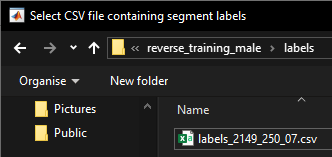 Select CSV file containing segment labels
« reverse_training_male > labels
Organise New folder
Pictures
Public
Name
labels_2149_250_07.csv